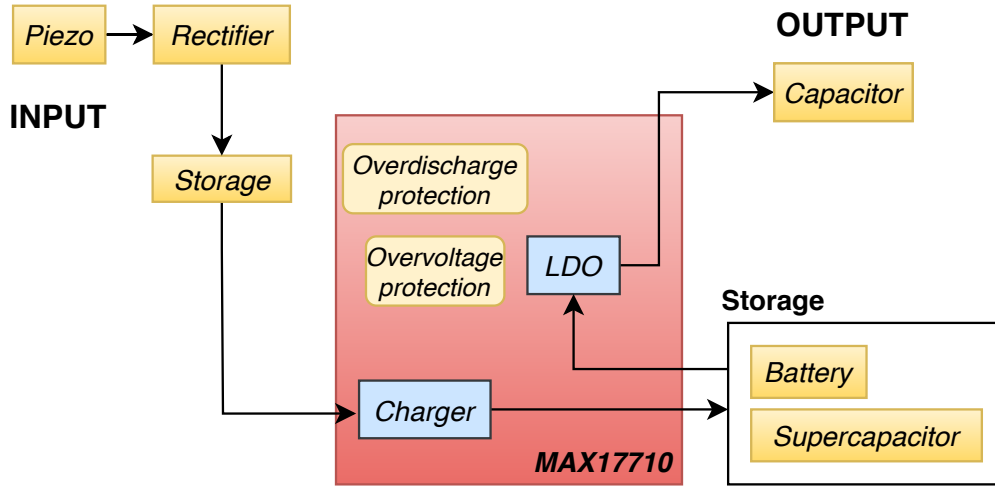 Piezo
Rectifier
OUTPUT
Capacitor
INPUT
Storage
Overdischarge
protection
Overvoltage
protection
LDO
Storage
Battery
Charger
Supercapacitor
MAX17710